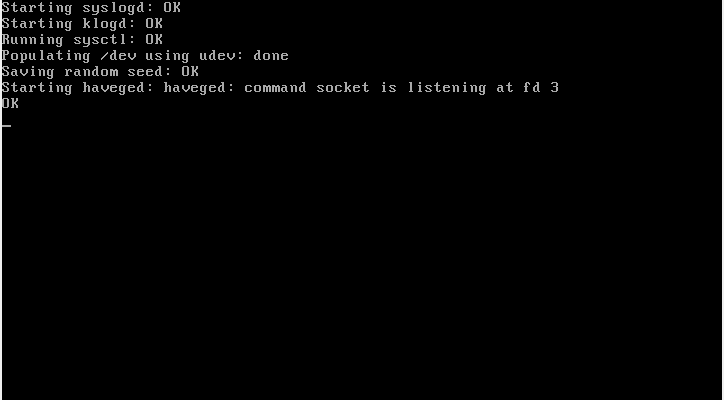 Starting syslogd: OK
Starting klogd: OK
Running sysctl: OK
Populating /dev using udev: done
Saving random seed: OK
Starting haveged: haveged: command socket is listening at fd 3
OK